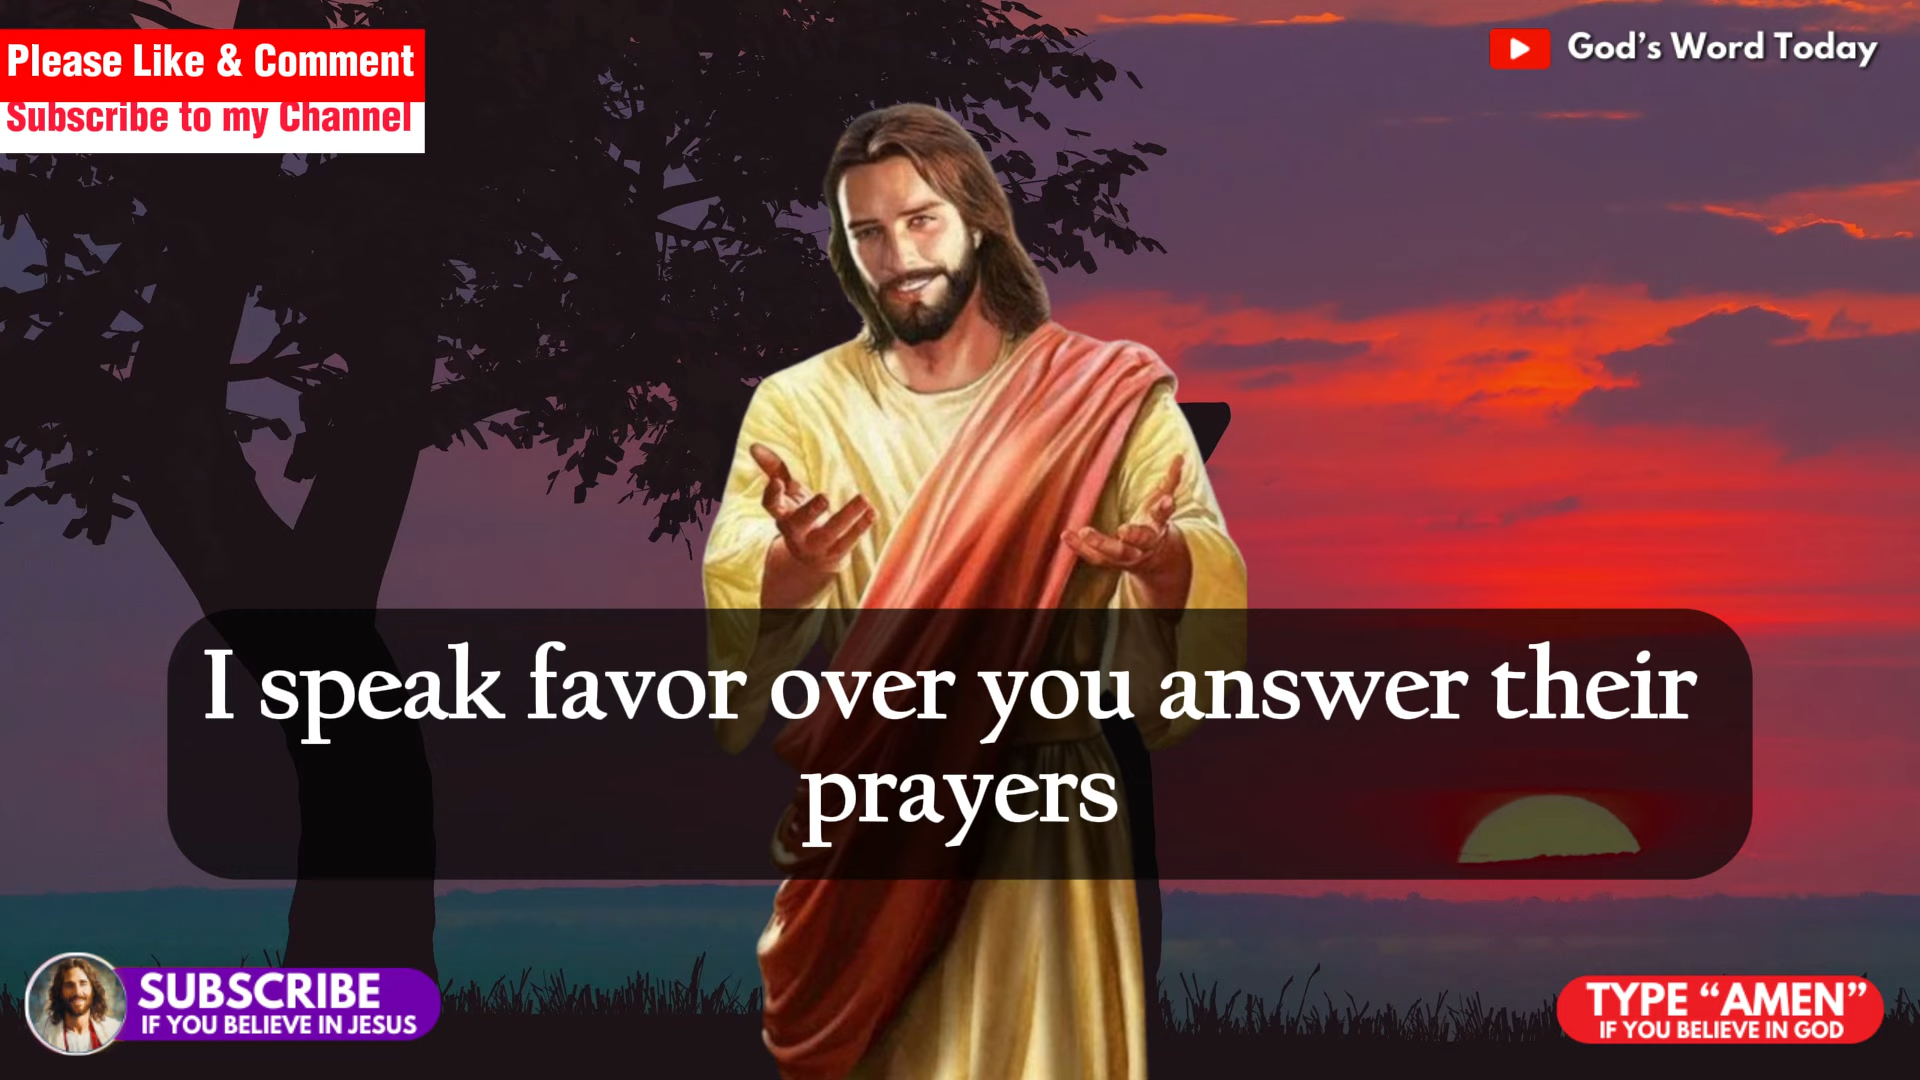 Please Like & Comment
Subscribe to my Channel
God's Word Today
I speak favor over you answer their
prayers
SUBSCRIBE
IF YOU BELIEVE IN JESUS
TYPE “AMEN”
IF YOU BELIEVE IN GOD